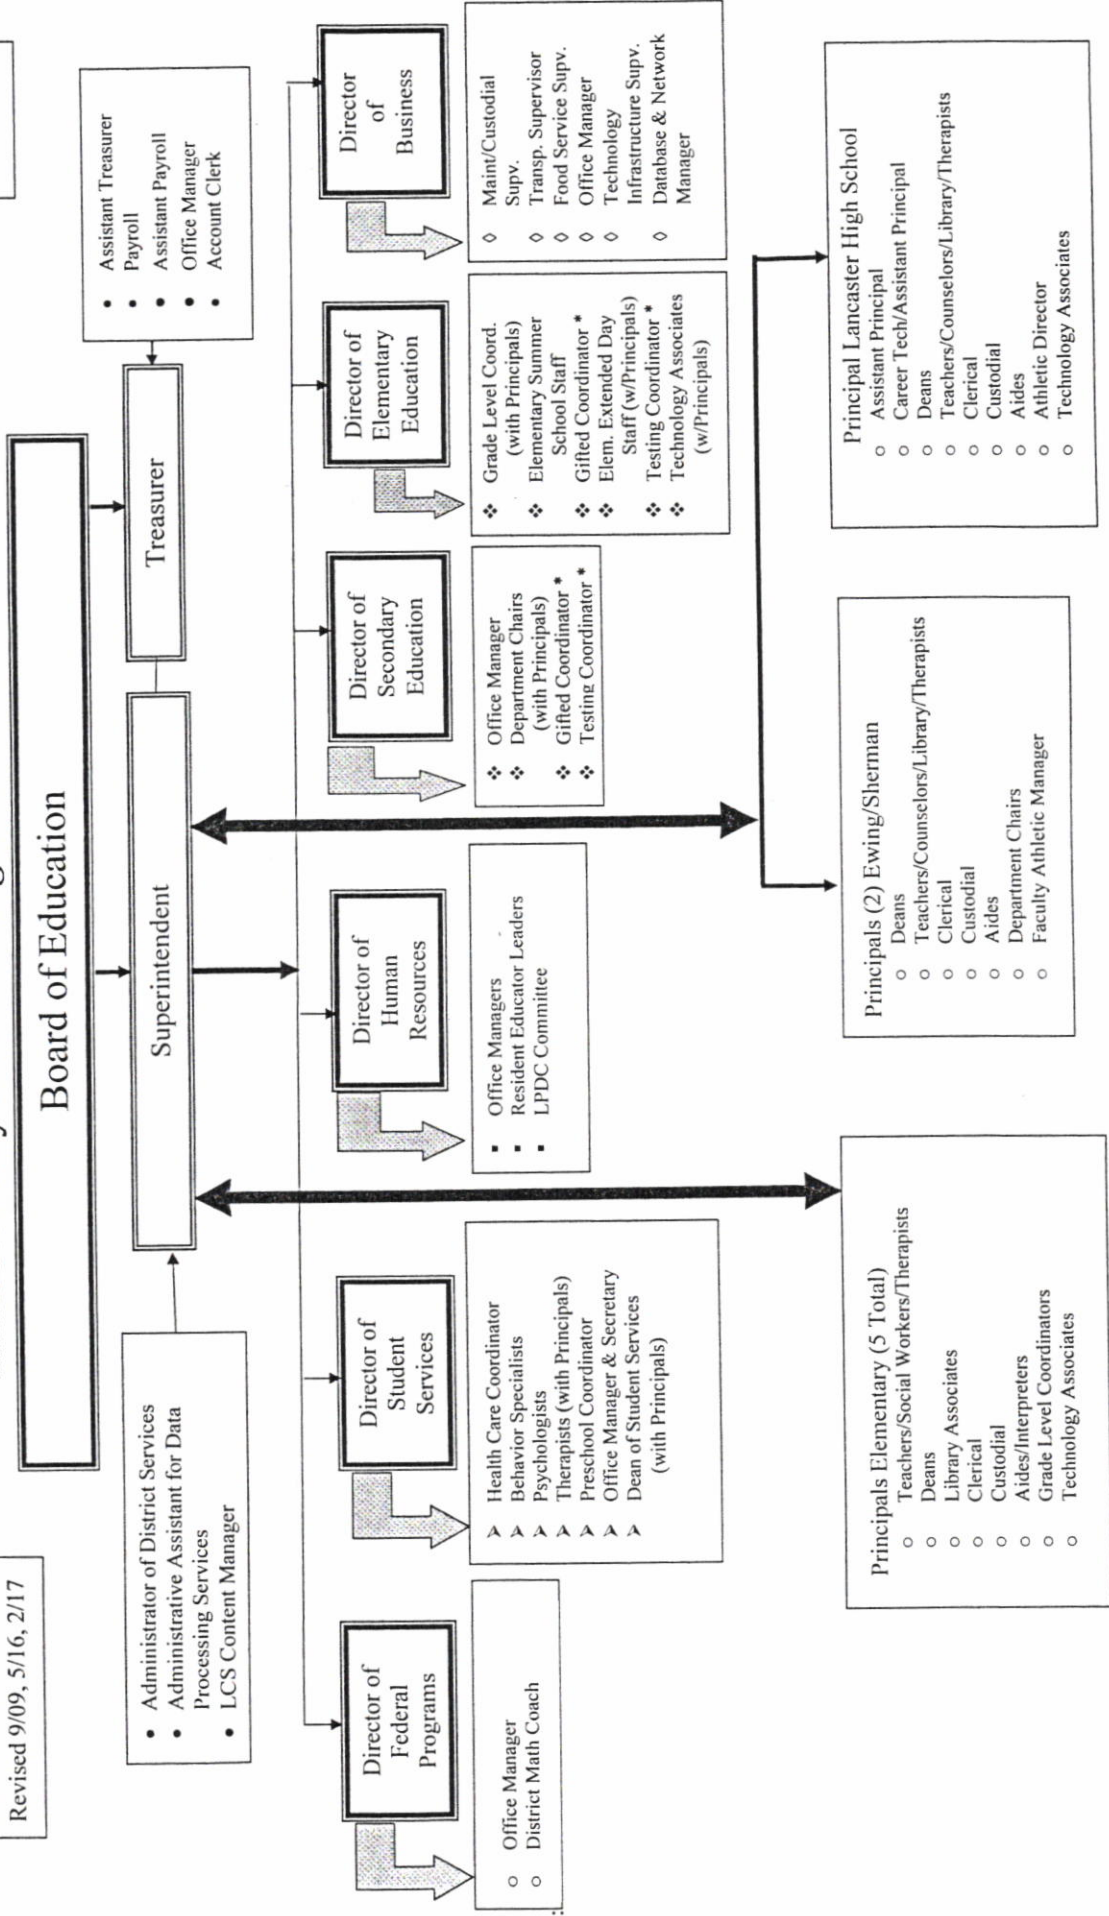 Revised 9/09, 5/16, 2/17
Board of Education
Superintendent
Treasurer
• Assistant Treasurer
• Payroll
• Assistant Payroll
• Office Manager
• Account Clerk
• Administrator of District Services
• Administrative Assistant for Data
Processing Services
• LCS Content Manager
Director of
Federal
Programs
Director of
Student
Services
Director of
Human
Resources
Director of
Secondary
Education
Director of
Elementary
Education
Director
of
Business
○ Office Manager
○ District Math Coach
➢ Health Care Coordinator
➢ Behavior Specialists
➢ Psychologists
➢ Therapists (with Principals)
➢ Preschool Coordinator
➢ Office Manager & Secretary
➢ Dean of Student Services
(with Principals)
▪ Office Managers
▪ Resident Educator Leaders
▪ LPDC Committee
❖ Office Manager
❖ Department Chairs
(with Principals)
❖ Gifted Coordinator *
❖ Testing Coordinator *
❖ Grade Level Coord.
(with Principals)
❖ Elementary Summer
School Staff
❖ Gifted Coordinator *
❖ Elem. Extended Day
Staff (w/Principals)
❖ Testing Coordinator *
❖ Technology Associates
(w/Principals)
◊ Maint/Custodial
Supv.
◊ Transp. Supervisor
◊ Food Service Supv.
◊ Office Manager
◊ Technology
Infrastructure Supv.
◊ Database & Network
Manager
Principals Elementary (5 Total)
○ Teachers/Social Workers/Therapists
○ Deans
○ Library Associates
○ Clerical
○ Custodial
○ Aides/Interpreters
○ Grade Level Coordinators
○ Technology Associates
Principals (2) Ewing/Sherman
○ Deans
○ Teachers/Counselors/Library/Therapists
○ Clerical
○ Custodial
○ Aides
○ Department Chairs
○ Faculty Athletic Manager
Principal Lancaster High School
○ Assistant Principal
○ Career Tech/Assistant Principal
○ Deans
○ Teachers/Counselors/Library/Therapists
○ Clerical
○ Custodial
○ Aides
○ Athletic Director
○ Technology Associates